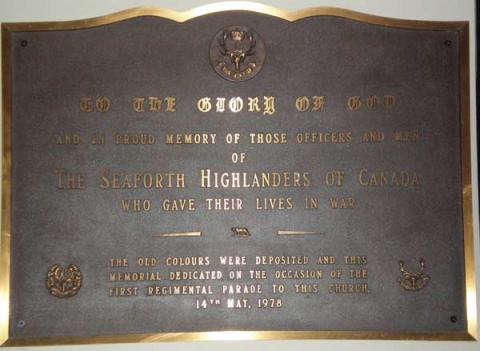 TO THE GLORY OF GOD
AND IN PROUD MEMORY OF THOSE OFFICERS AND MEN
OF
THE SEAFORTH HIGHLANDERS OF CANADA
WHO GAVE THEIR LIVES IN WAR.
THE OLD COLOURS WERE DEPOSITED AND THIS
MEMORIAL DEDICATED ON THE OCCASION OF THE
FIRST REGIMENTAL PARADE TO THIS CHURCH,
14TH MAY, 1978